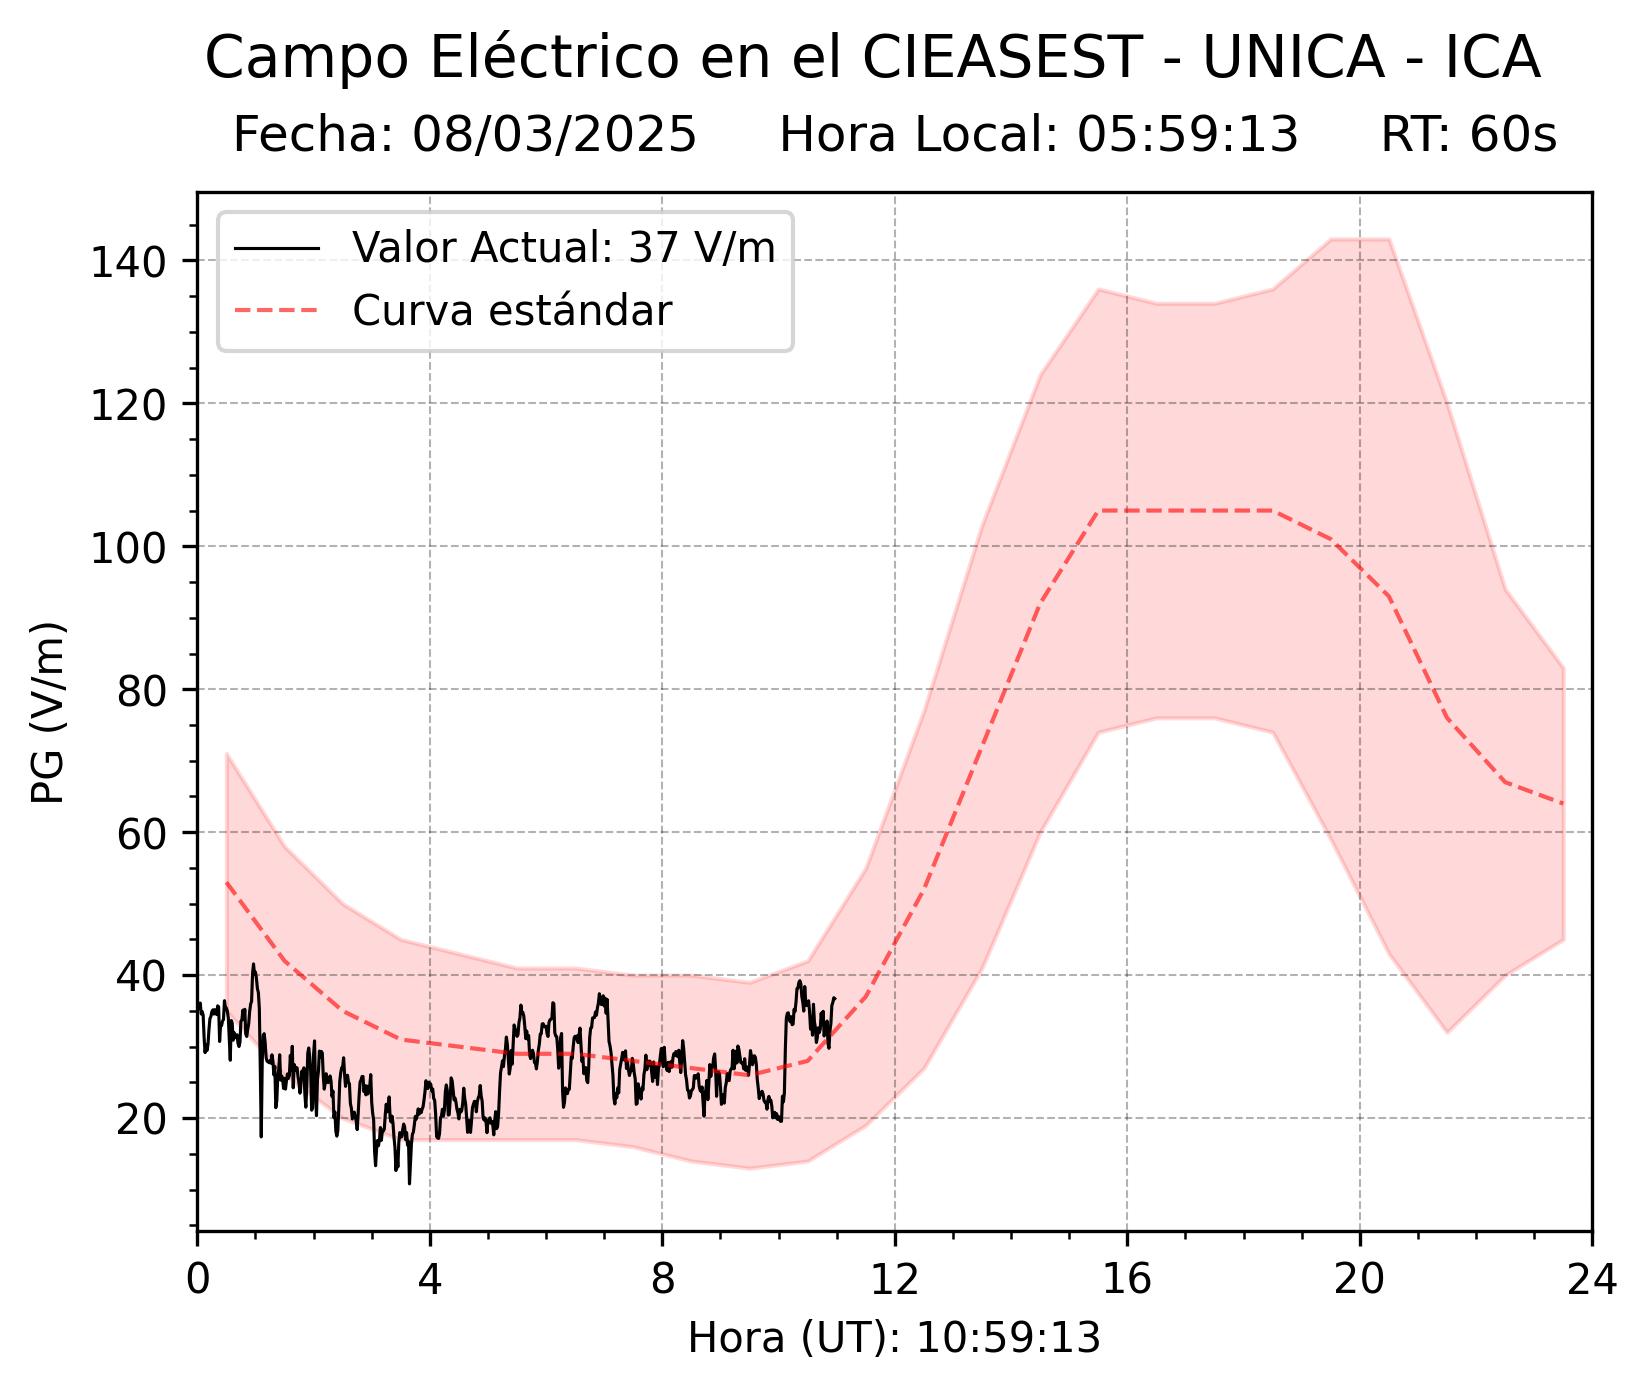 Campo Eléctrico en el CIEASEST - UNICA - ICA
Fecha: 08/03/2025 Hora Local: 05:59:13 RT: 60s
Valor Actual: 37 V/m
Curva estándar
PG (V/m)
140
120
100
80
60
40
20
0 4 8 12 16 20 24
Hora (UT): 10:59:13